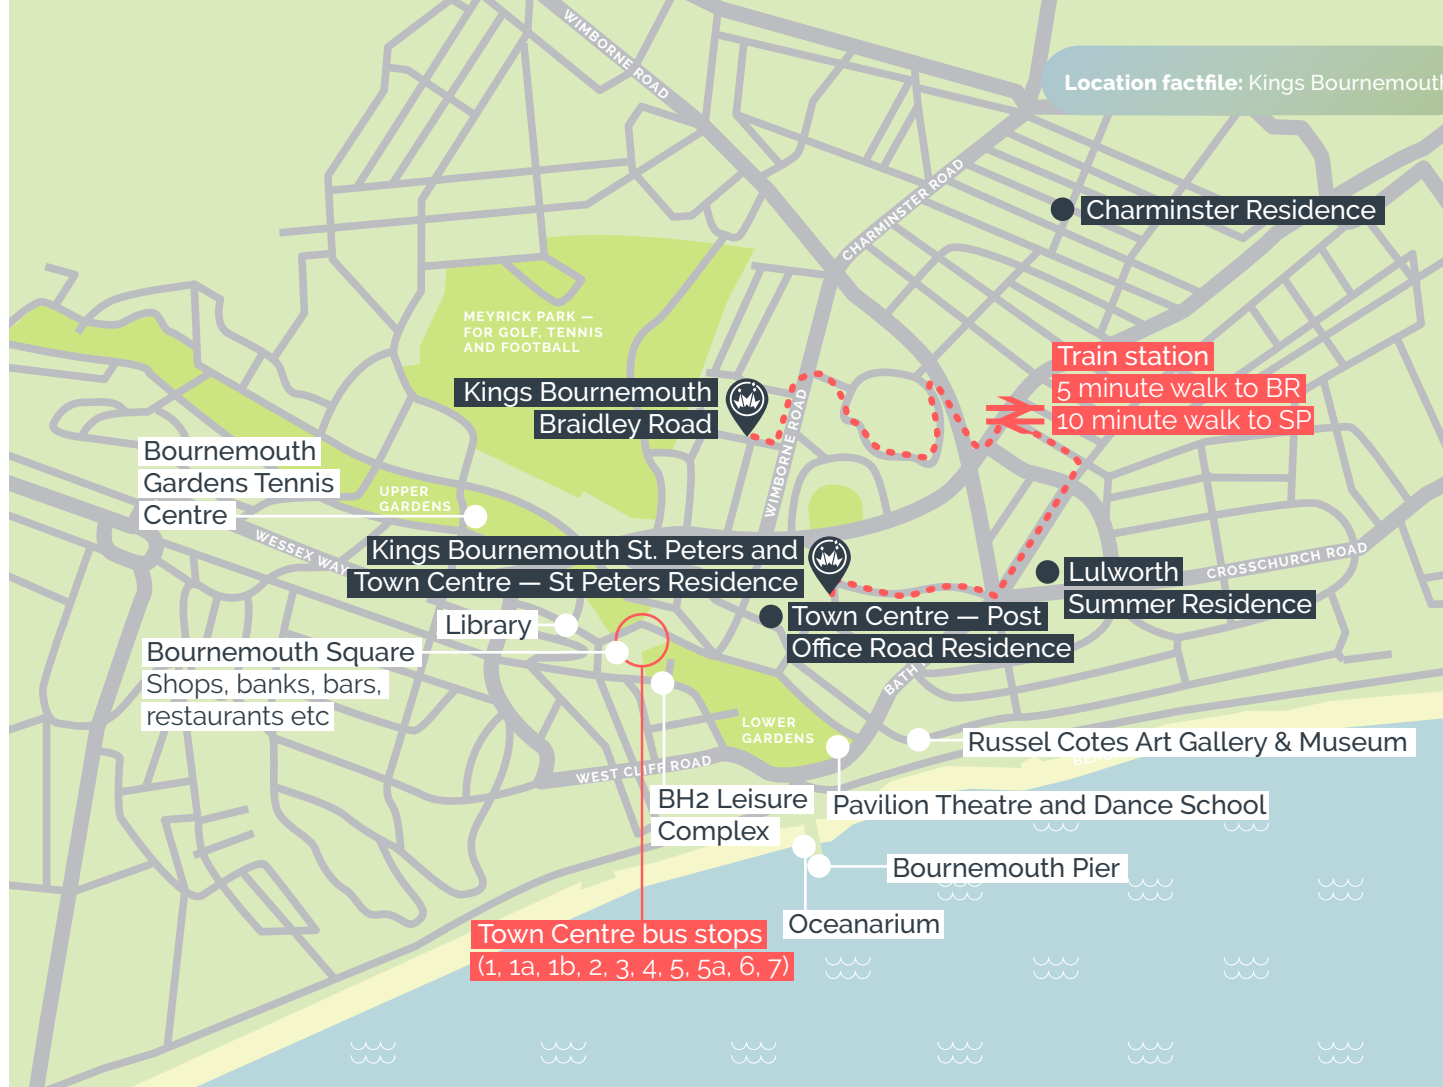 WIMBORNE ROAD
Location factfile: Kings Bournemouth
CHARMINSTER ROAD
Charminster Residence
MEYRICK PARK —
FOR GOLF, TENNIS
AND FOOTBALL
Train station
5 minute walk to BR
10 minute walk to SP
Kings Bournemouth
Braidley Road
WIMBORNE ROAD
Bournemouth
Gardens Tennis
Centre
UPPER
GARDENS
WESSEX WAY
Kings Bournemouth St. Peters and
Town Centre — St Peters Residence
CROSSCHURCH ROAD
Lulworth
Summer Residence
Town Centre — Post
Office Road Residence
Library
Bournemouth Square
Shops, banks, bars,
restaurants etc
BATH
LOWER
GARDENS
Russel Cotes Art Gallery & Museum
WEST CLIFF ROAD
BH2 Leisure
Complex
Pavilion Theatre and Dance School
Bournemouth Pier
Oceanarium
Town Centre bus stops
(1, 1a, 1b, 2, 3, 4, 5, 5a, 6, 7)